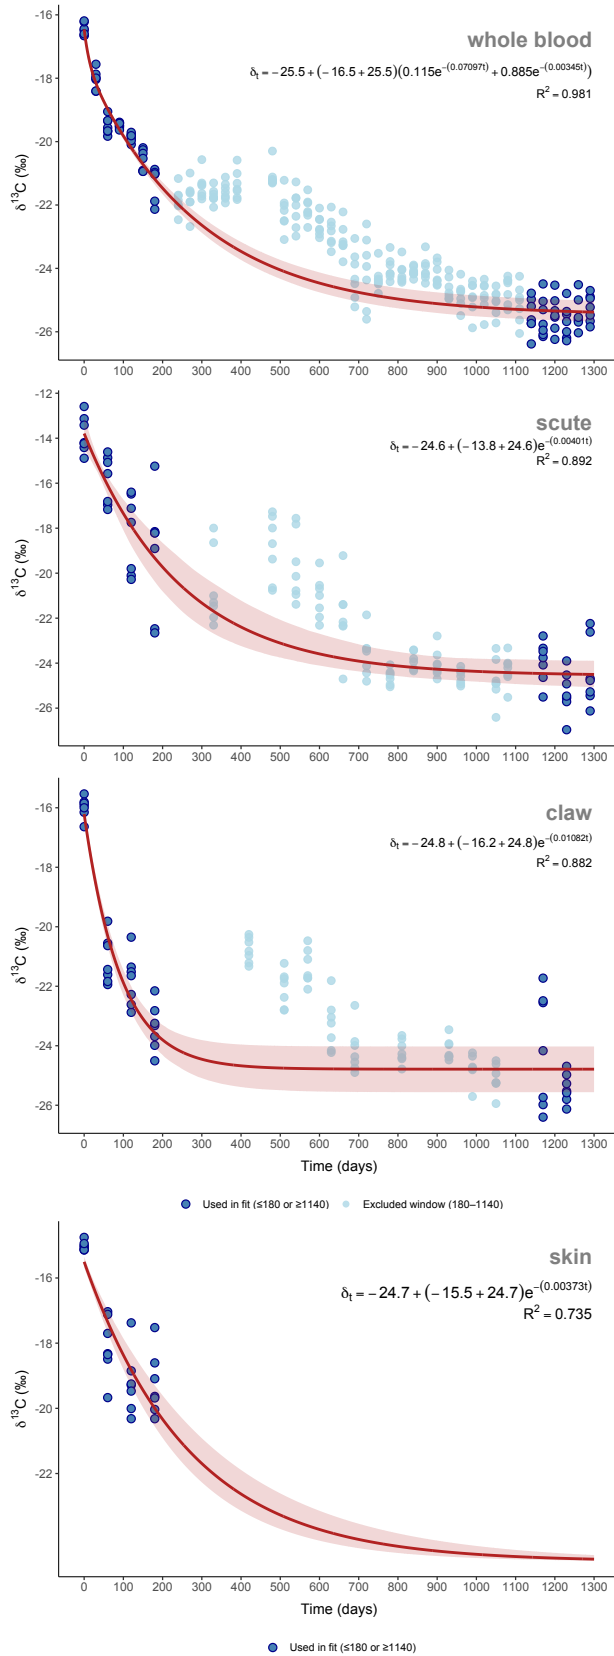 whole blood
δt = −25.5 + (−16.5 + 25.5)(0.115e−(0.07097t) + 0.885e−(0.00345t))
R2 = 0.981
δ13C (‰)
-16
-18
-20
-22
-24
-26
0 100 200 300 400 500 600 700 800 900 1000 1100 1200 1300
scute
δt = −24.6 + (−13.8 + 24.6)e−(0.00401t)
R2 = 0.892
δ13C (‰)
-12
-14
-16
-18
-20
-22
-24
-26
0 100 200 300 400 500 600 700 800 900 1000 1100 1200 1300
claw
δt = −24.8 + (−16.2 + 24.8)e−(0.01082t)
R2 = 0.882
δ13C (‰)
-16
-18
-20
-22
-24
-26
0 100 200 300 400 500 600 700 800 900 1000 1100 1200 1300
Time (days)
Used in fit (≤180 or ≥1140) Excluded window (180–1140)
skin
δt = −24.7 + (−15.5 + 24.7)e−(0.00373t)
R2 = 0.735
δ13C (‰)
-16
-18
-20
-22
0 100 200 300 400 500 600 700 800 900 1000 1100 1200 1300
Time (days)
Used in fit (≤180 or ≥1140)